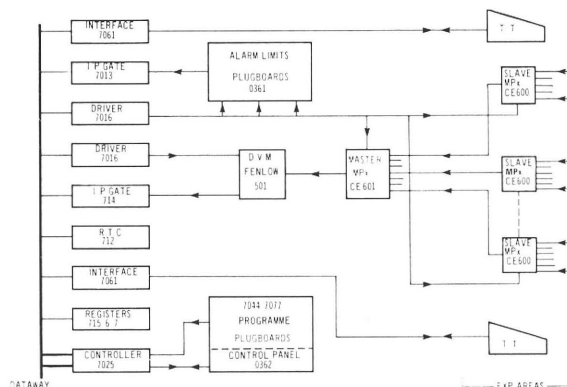 INTERFACE
7061
I P GATE
7013
DRIVER
7016
DRIVER
7016
I P GATE
714
R.T.C
712
INTERFACE
7061
REGISTERS
715 6 7
CONTROLLER
7025
DATAWAY
ALARM LIMITS
PLUGBOARDS
0361
D V M
FENLOW
501
MASTER
MPx
CE601
7044 7077
PROGRAMME
PLUGBOARDS
CONTROL PANEL
0362
T T
SLAVE
MPx
CE600
SLAVE
MPx
CE600
SLAVE
MPx
CE600
T T
EXP AREAS